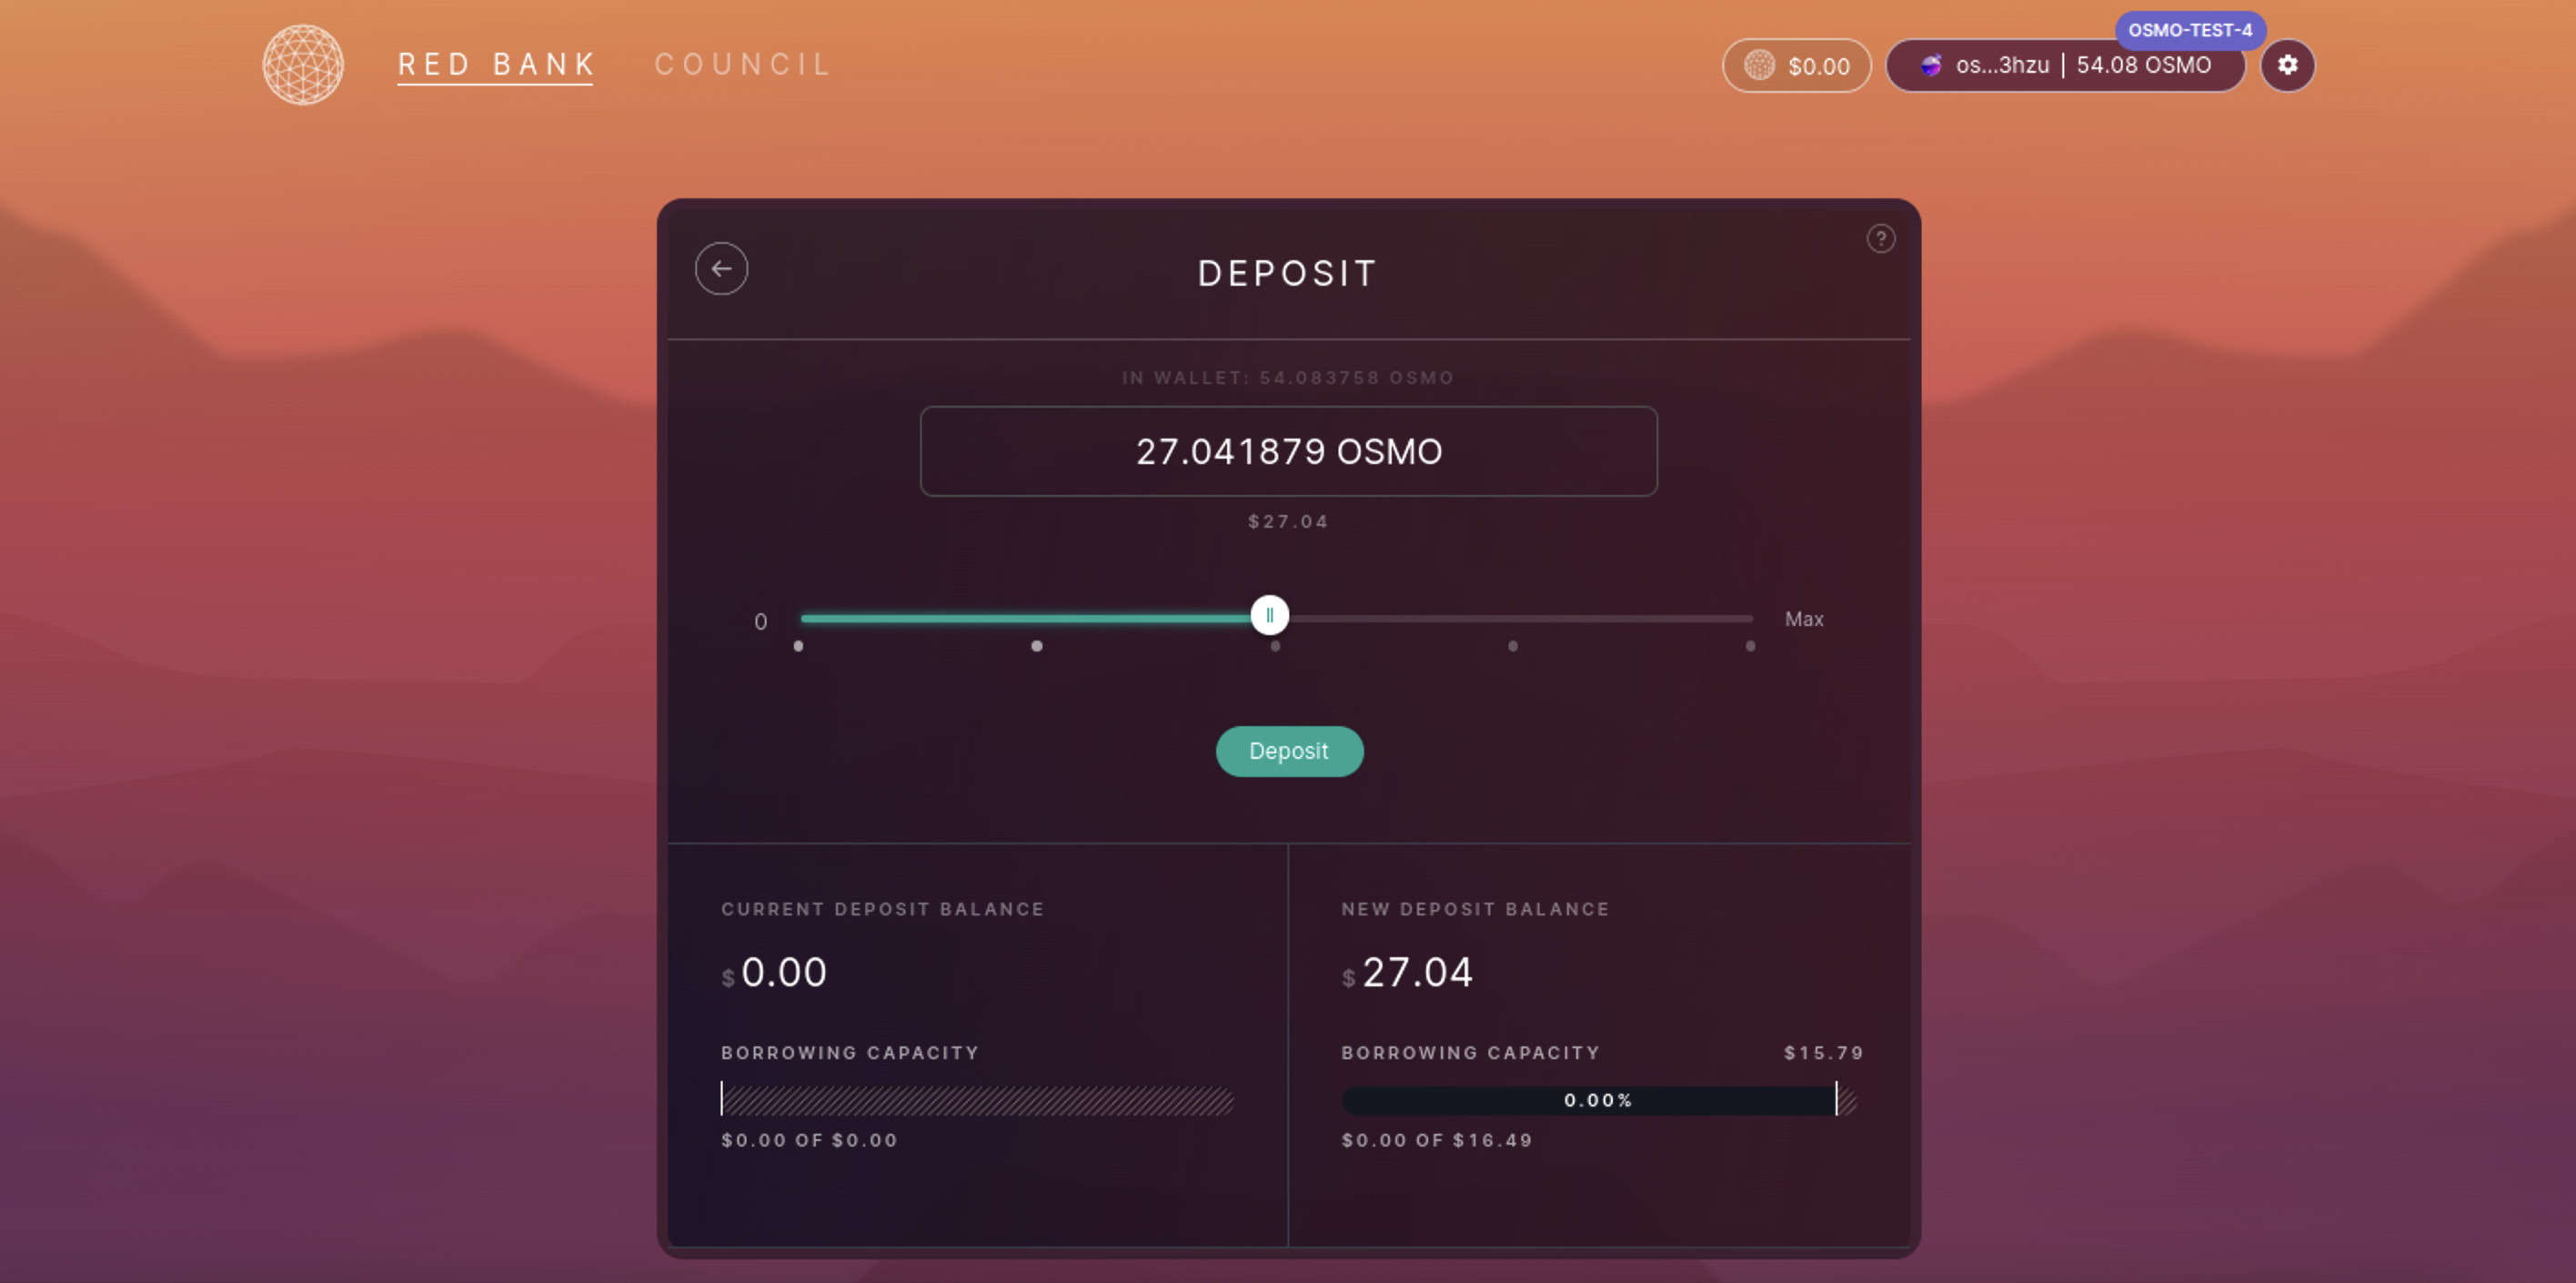 RED BANK
COUNCIL
$0.00
OSMO-TEST-4
os...3hzu | 54.08 OSMO
?
DEPOSIT
IN WALLET: 54.083758 OSMO
27.041879 OSMO
$27.04
0
Max
Deposit
CURRENT DEPOSIT BALANCE
$0.00
BORROWING CAPACITY
$0.00 OF $0.00
NEW DEPOSIT BALANCE
$27.04
BORROWING CAPACITY $15.79
0.00%
$0.00 OF $16.49